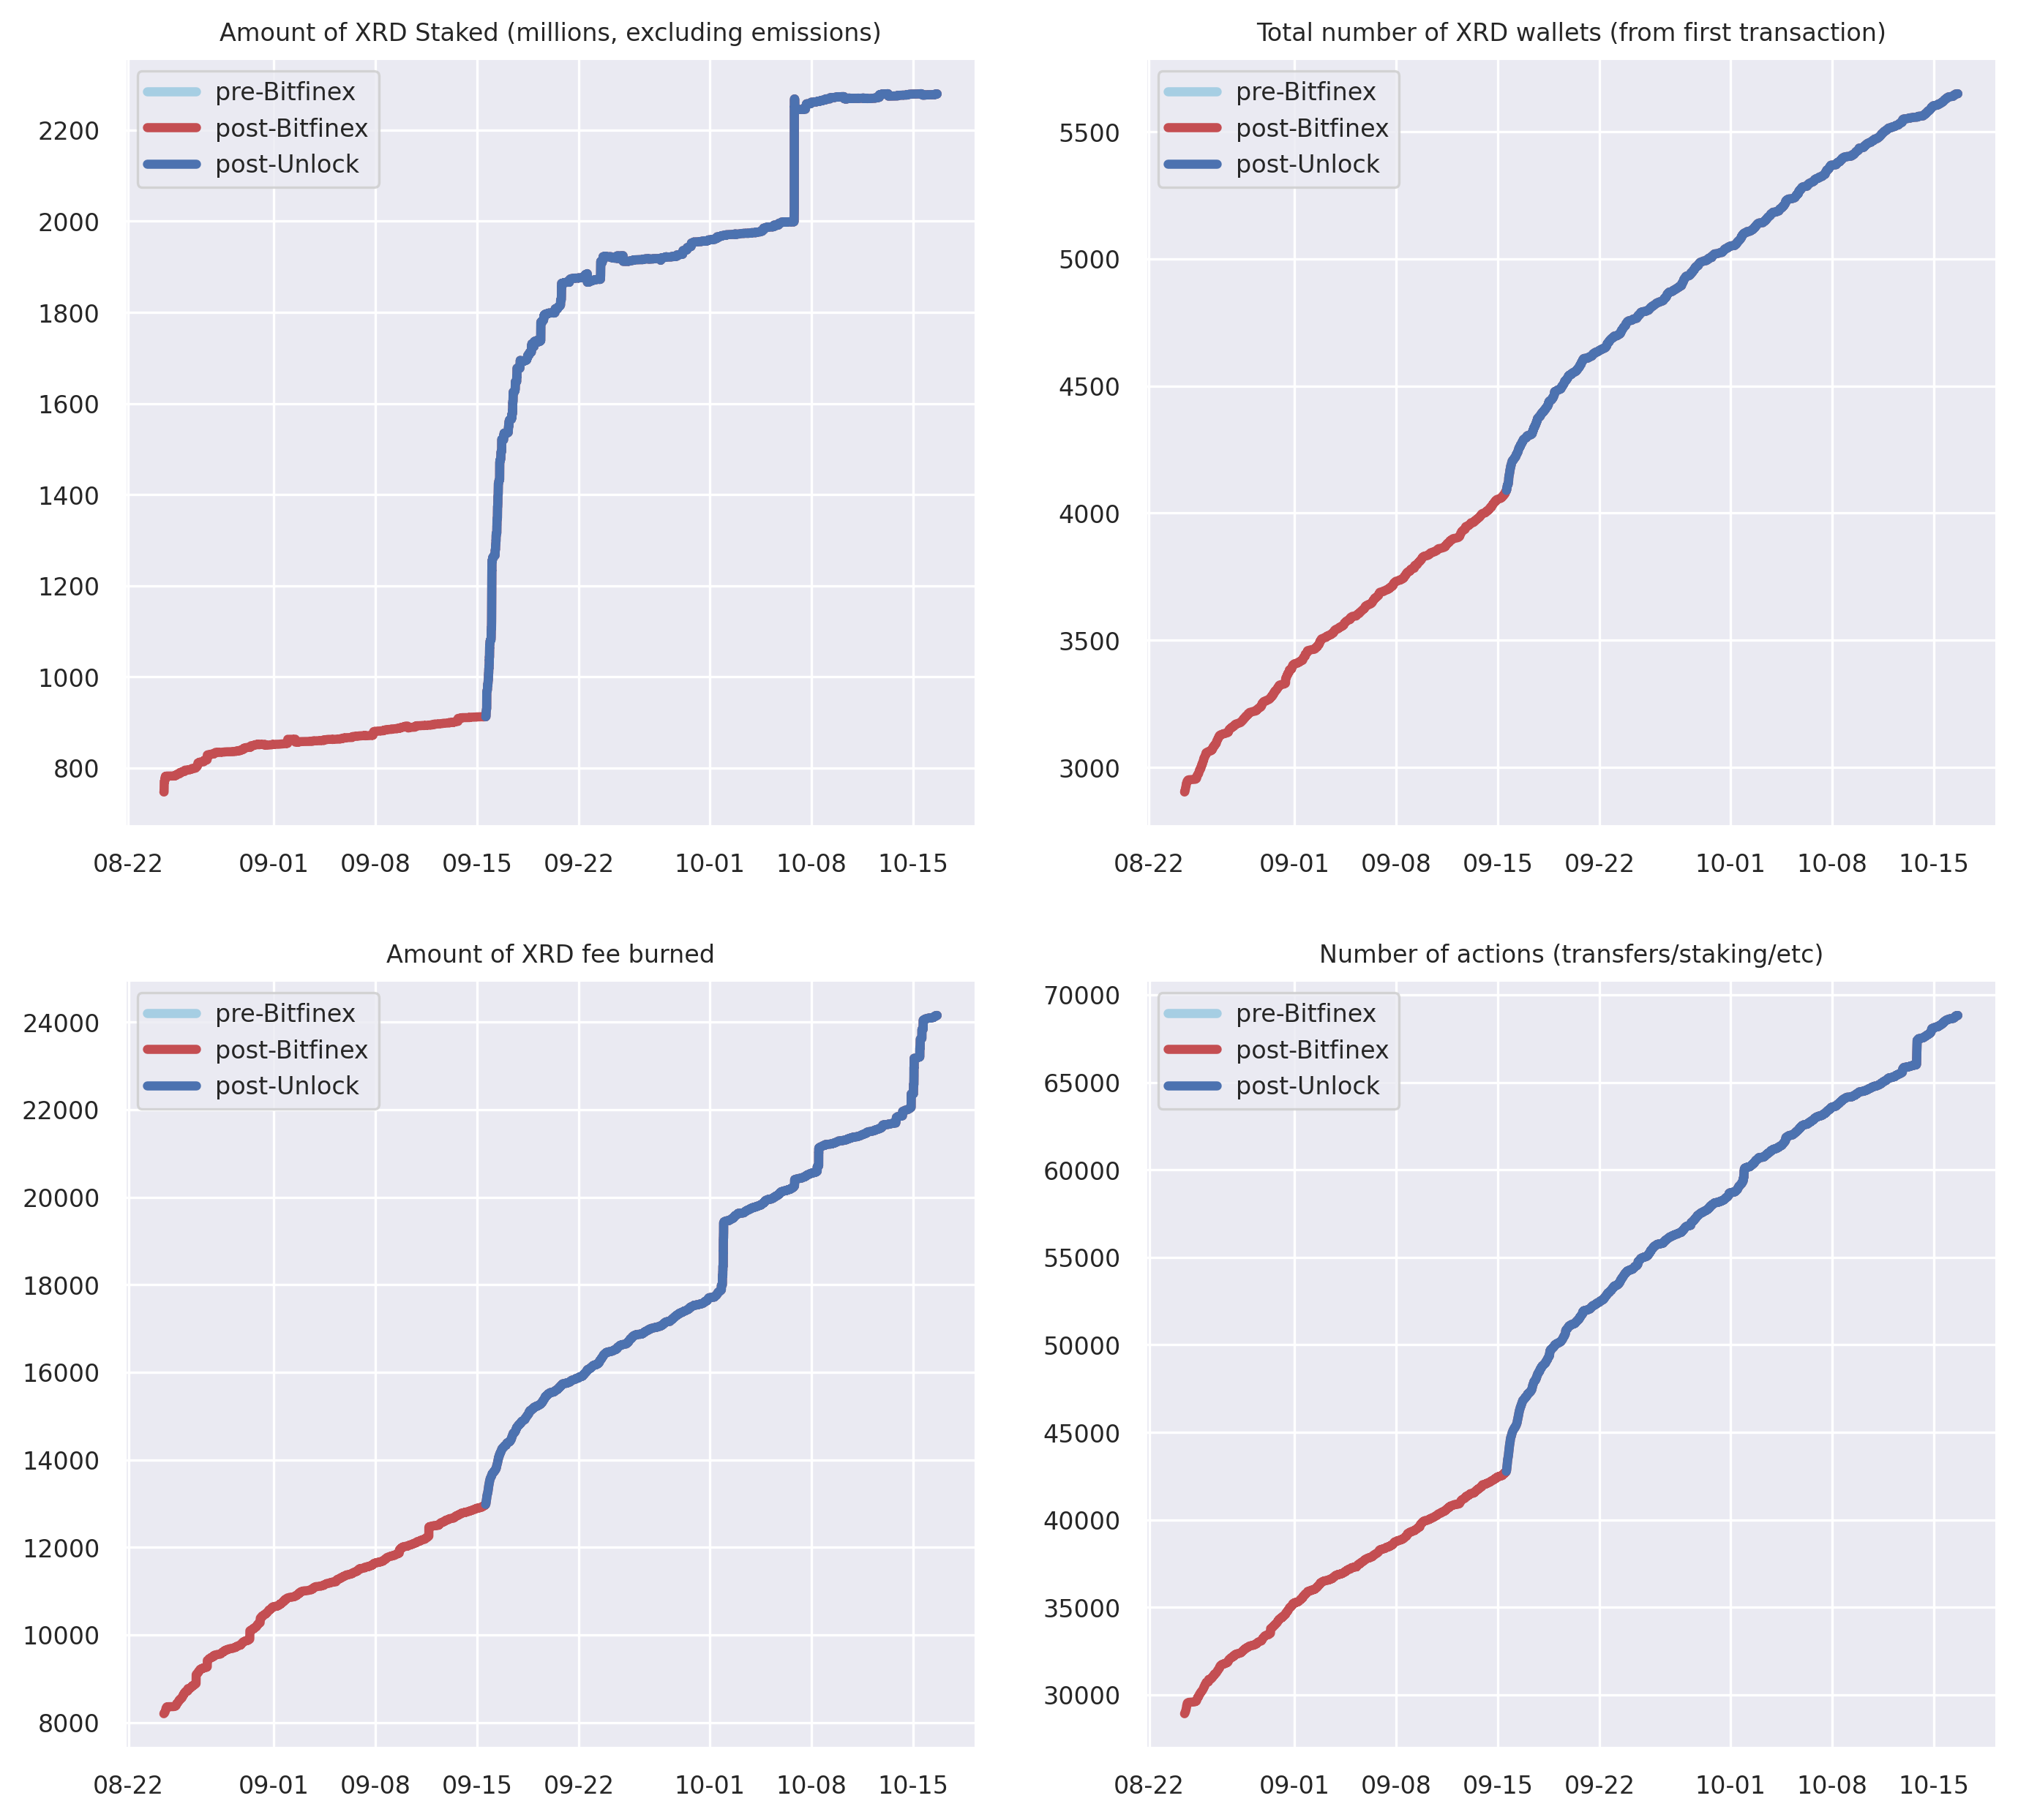 Amount of XRD Staked (millions, excluding emissions)
pre-Bitfinex
post-Bitfinex
post-Unlock
2200
2000
1800
1600
1400
1200
1000
800
08-22 09-01 09-08 09-15 09-22 10-01 10-08 10-15
Total number of XRD wallets (from first transaction)
pre-Bitfinex
post-Bitfinex
post-Unlock
5500
5000
4500
4000
3500
3000
08-22 09-01 09-08 09-15 09-22 10-01 10-08 10-15
Amount of XRD fee burned
pre-Bitfinex
post-Bitfinex
post-Unlock
24000
22000
20000
18000
16000
14000
12000
10000
8000
08-22 09-01 09-08 09-15 09-22 10-01 10-08 10-15
Number of actions (transfers/staking/etc)
pre-Bitfinex
post-Bitfinex
post-Unlock
70000
65000
60000
55000
50000
45000
40000
35000
30000
08-22 09-01 09-08 09-15 09-22 10-01 10-08 10-15